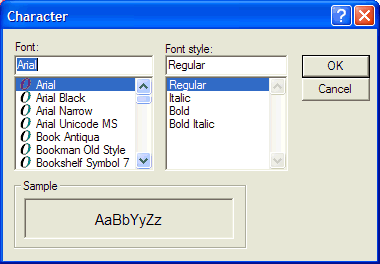 Character
Font:
Font style:
Arial
Regular
OK
Cancel
Arial
Arial Black
Arial Narrow
Arial Unicode MS
Book Antiqua
Bookman Old Style
Bookshelf Symbol 7
Regular
Italic
Bold
Bold Italic
Sample
AaBbYyZz